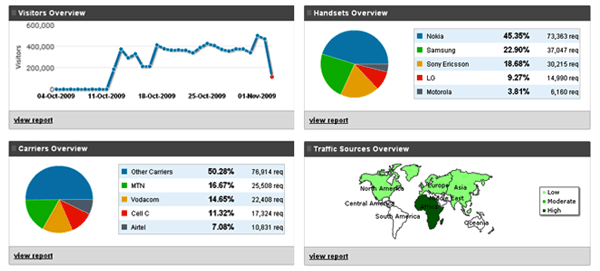 Visitors Overview
Visitors
600,000
400,000
200,000
0
04-Oct-2009 11-Oct-2009 18-Oct-2009 25-Oct-2009 01-Nov-2009
view report
Handsets Overview
Nokia 45.35% 73,363 req
Samsung 22.90% 37,047 req
Sony Ericsson 18.68% 30,215 req
LG 9.27% 14,990 req
Motorola 3.81% 6,160 req
view report
Carriers Overview
Other Carriers 50.28% 76,914 req
MTN 16.67% 25,508 req
Vodacom 14.65% 22,408 req
Cell C 11.32% 17,324 req
Airtel 7.08% 10,831 req
view report
Traffic Sources Overview
North America
Europe
Asia
Central America
Middle East
Africa
South America
Oceania
Low
Moderate
High
view report